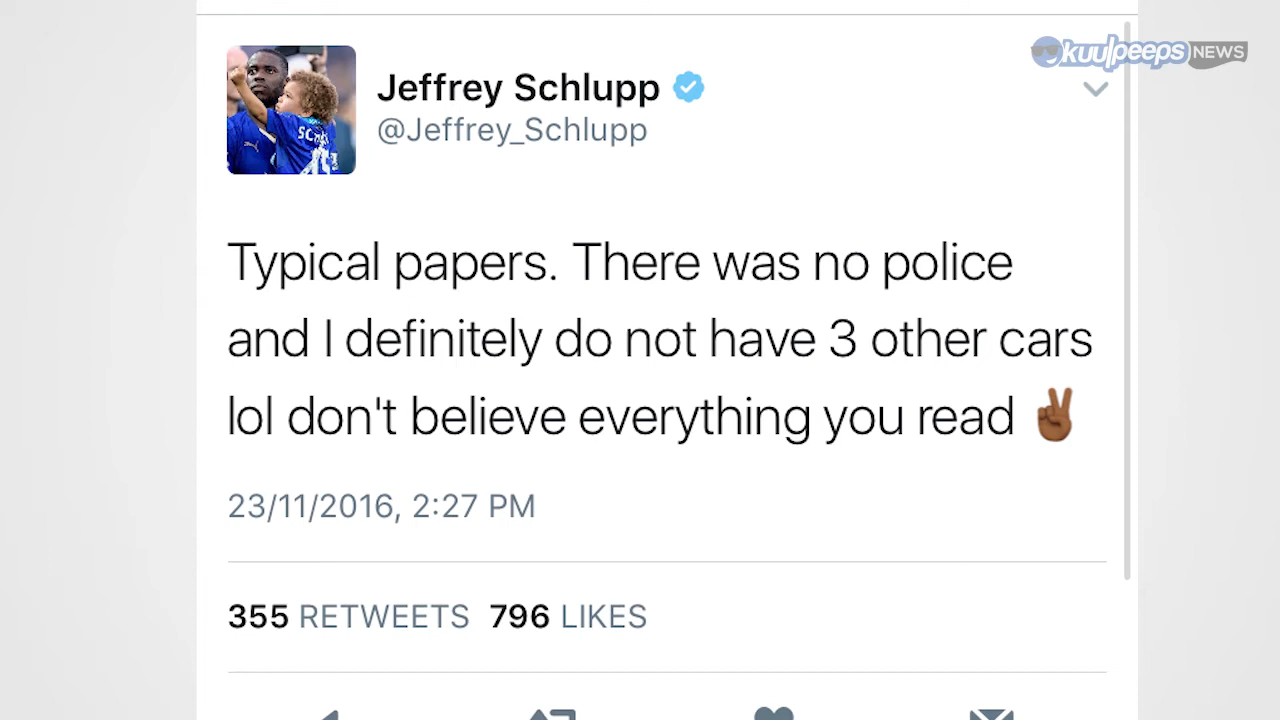 kuulpeeps NEWS
Jeffrey Schlupp
@Jeffrey_Schlupp
Typical papers. There was no police
and I definitely do not have 3 other cars
lol don't believe everything you read ✌🏾
23/11/2016, 2:27 PM
355 RETWEETS 796 LIKES